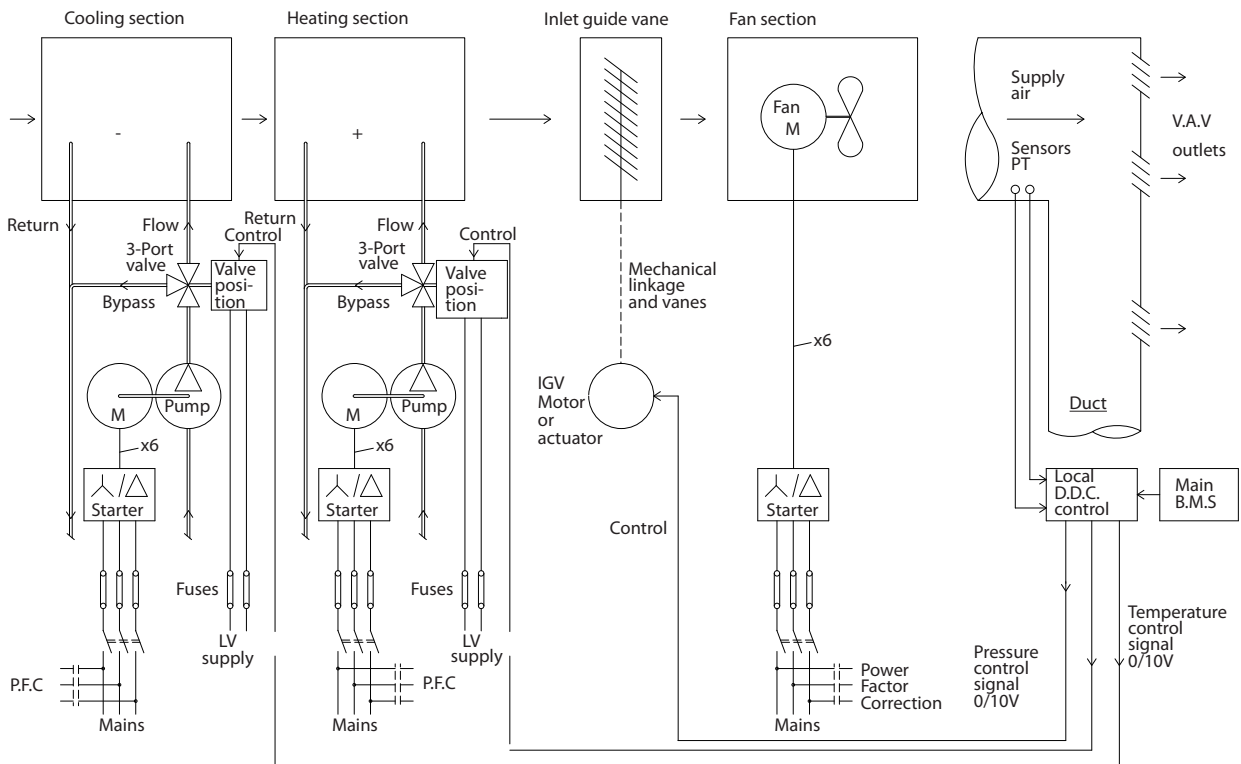 Cooling section
Heating section
Inlet guide vane
Fan section
-
+
Fan
M
Supply
air
Sensors
PT
V.A.V
outlets
Return
Flow
3-Port
valve
Bypass
Control
Valve
posi-
tion
Return
Flow
3-Port
valve
Bypass
Control
Valve
posi-
tion
Mechanical
linkage
and vanes
x6
M
Pump
x6
Starter
M
Pump
x6
Starter
IGV
Motor
or
actuator
Control
Starter
Duct
Local
D.D.C.
control
Main
B.M.S
Fuses
LV
supply
Fuses
LV
supply
P.F.C
Mains
P.F.C
Mains
Power
Factor
Correction
Mains
Pressure
control
signal
0/10V
Temperature
control
signal
0/10V